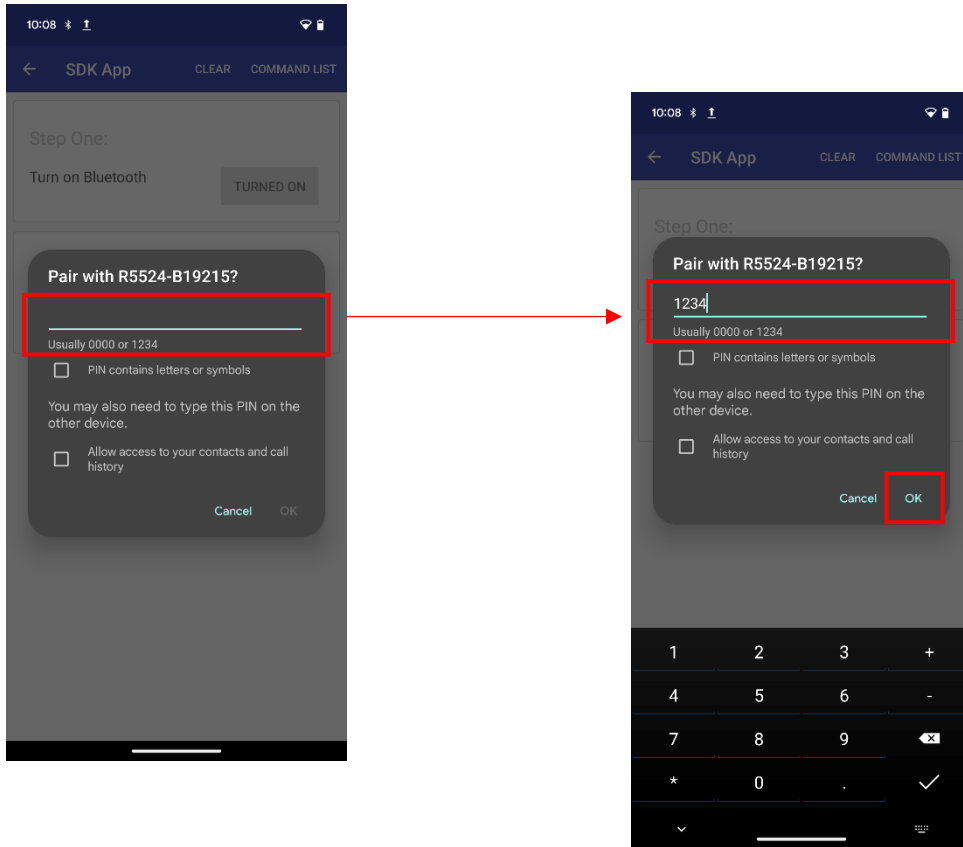 10:08
SDK App CLEAR COMMAND LIST
Step One:
Turn on Bluetooth TURNED ON
Pair with R5524-B19215?
Usually 0000 or 1234
PIN contains letters or symbols
You may also need to type this PIN on the
other device.
Allow access to your contacts and call
history
Cancel OK
10:08
SDK App CLEAR COMMAND LIST
Step One:
Pair with R5524-B19215?
1234
Usually 0000 or 1234
PIN contains letters or symbols
You may also need to type this PIN on the
other device.
Allow access to your contacts and call
history
Cancel OK
1 2 3 +
4 5 6 -
7 8 9
* 0 .